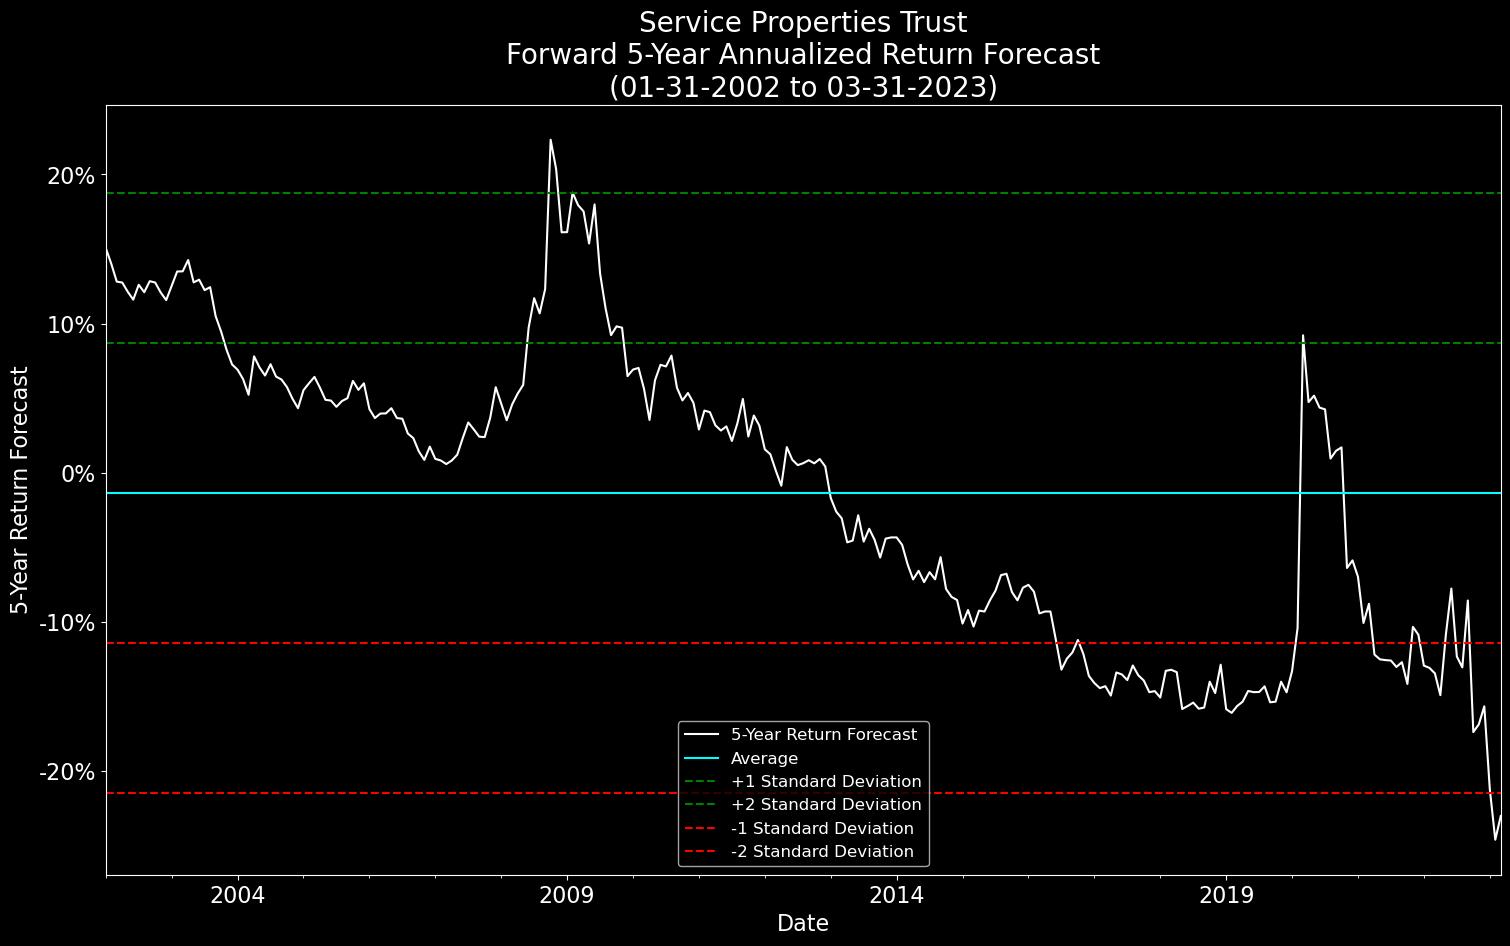 Service Properties Trust
Forward 5-Year Annualized Return Forecast
(01-31-2002 to 03-31-2023)
5-Year Return Forecast
20%
10%
0%
-10%
-20%
5-Year Return Forecast
Average
+1 Standard Deviation
+2 Standard Deviation
-1 Standard Deviation
-2 Standard Deviation
2004
2009
2014
2019
Date